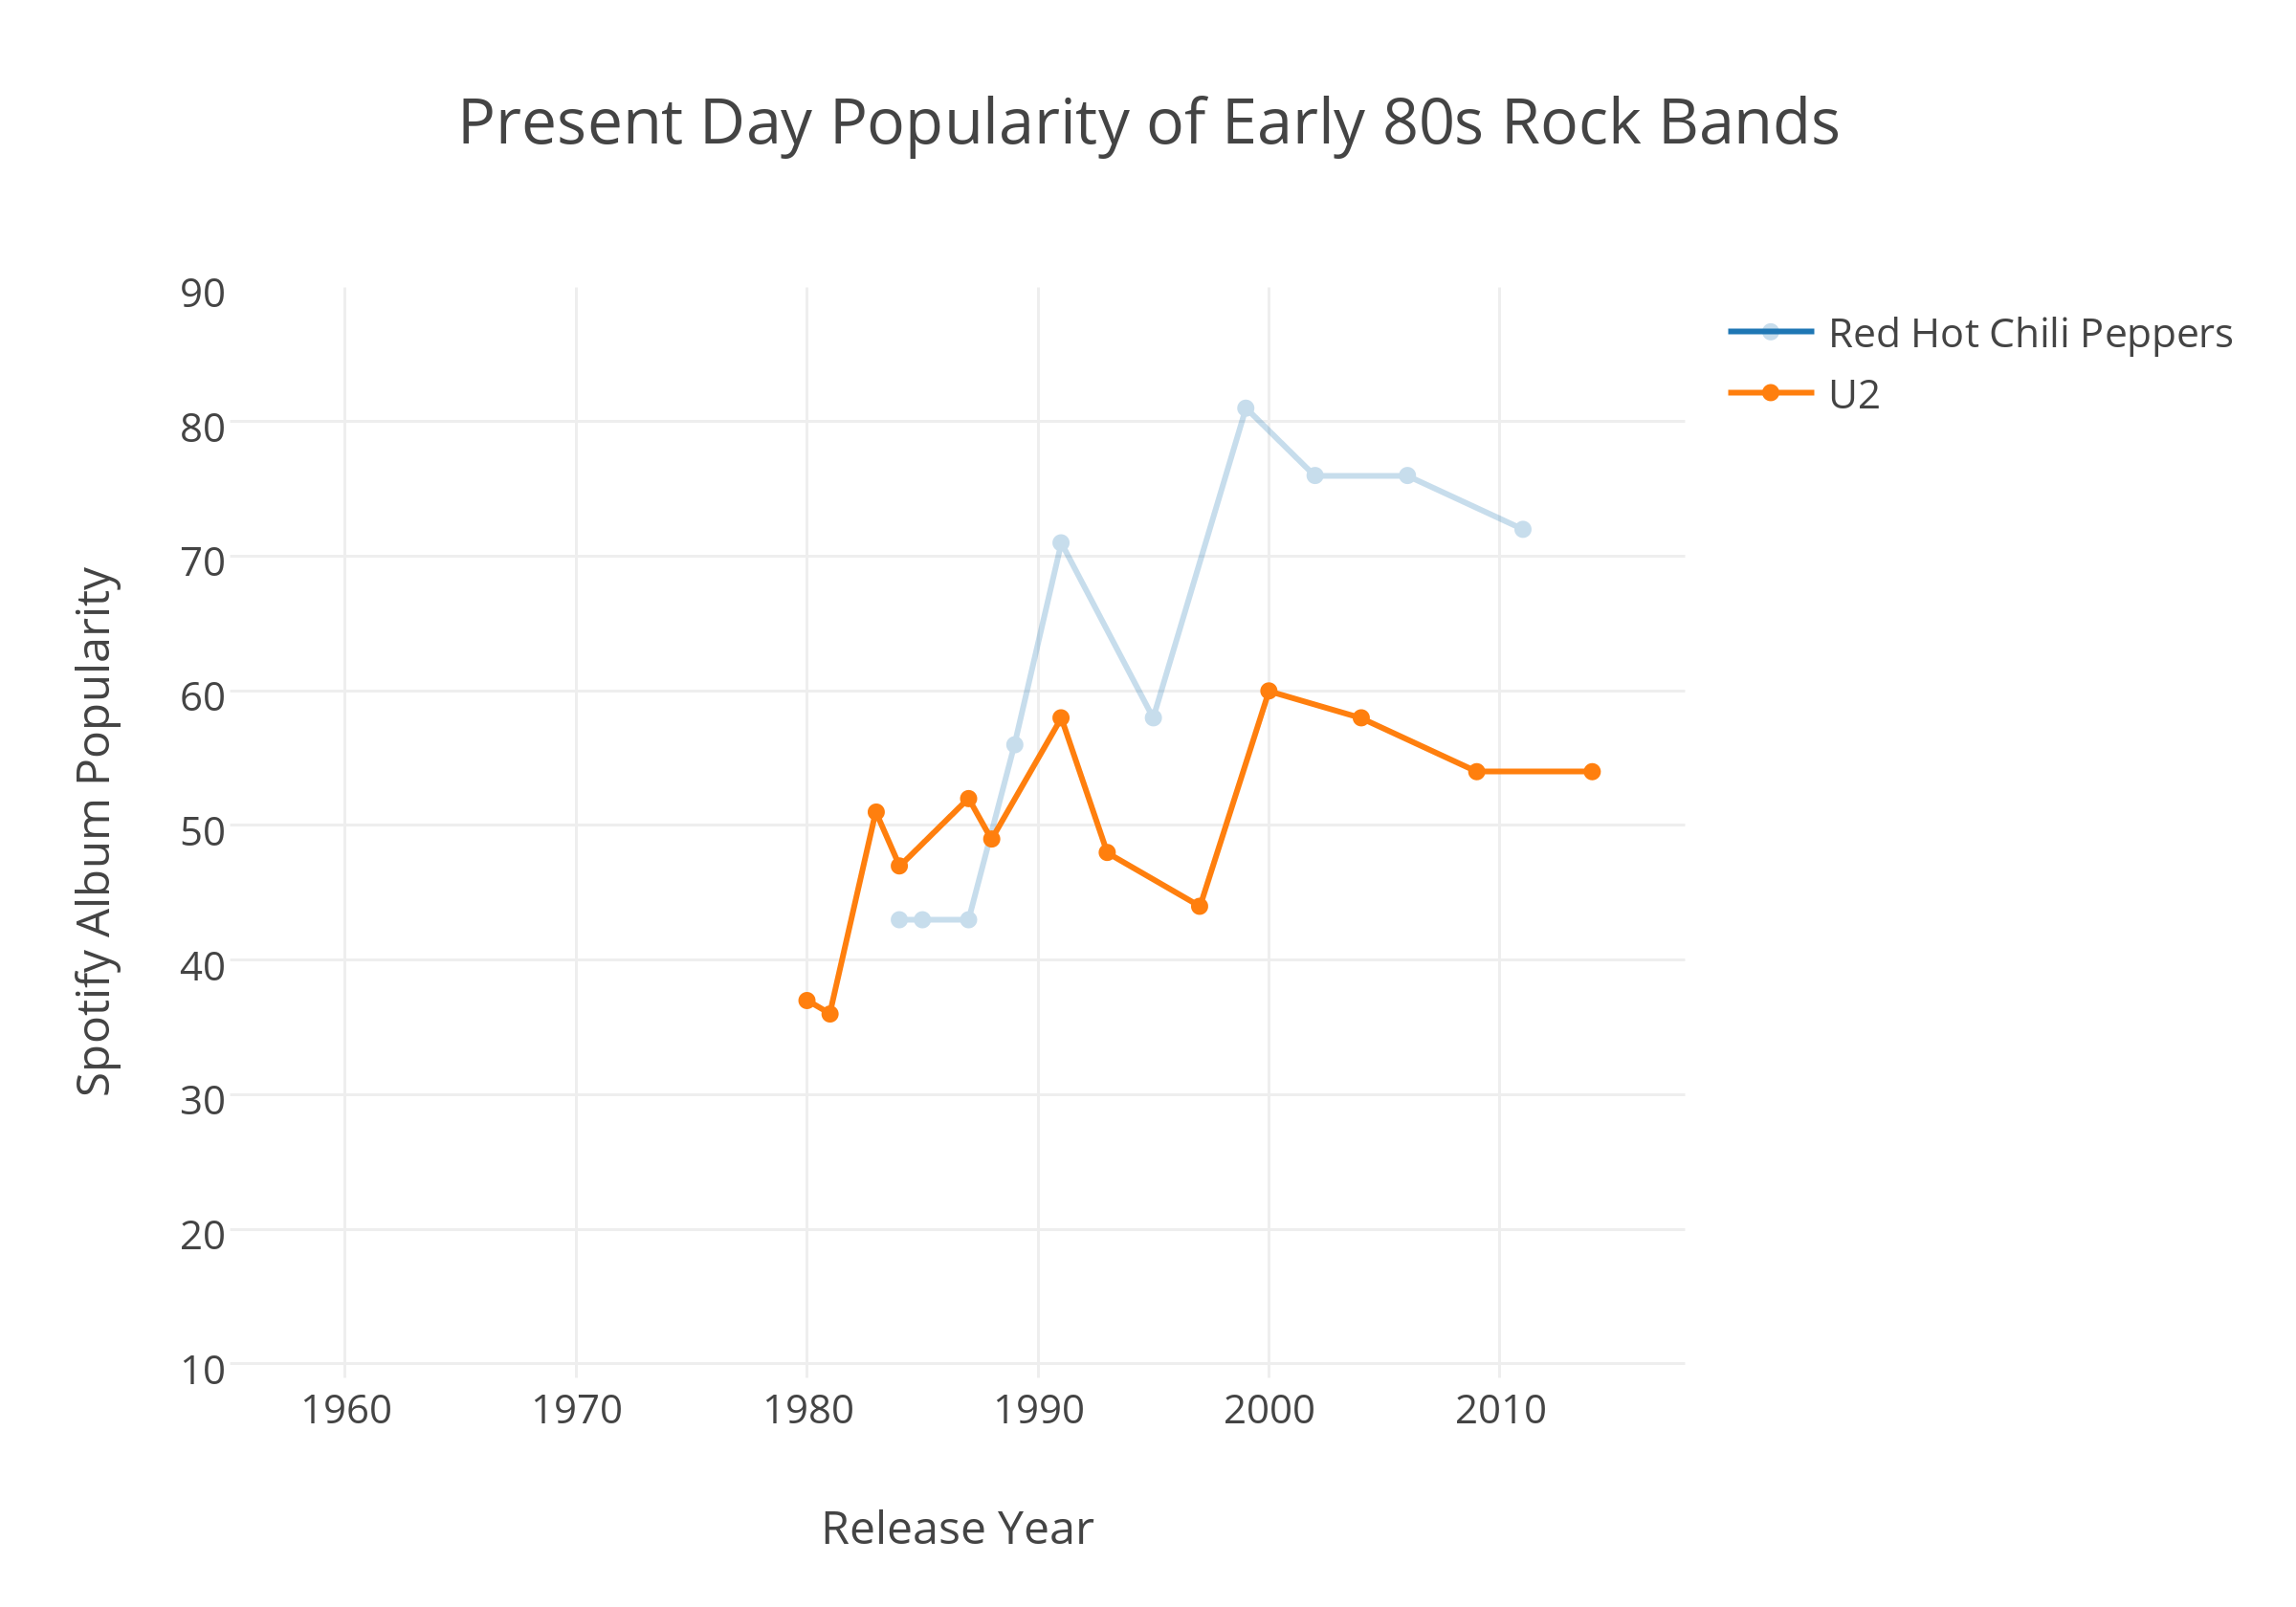 Present Day Popularity of Early 80s Rock Bands
90
80
70
60
50
40
30
20
10
Spotify Album Popularity
1960 1970 1980 1990 2000 2010
Release Year
Red Hot Chili Peppers
U2